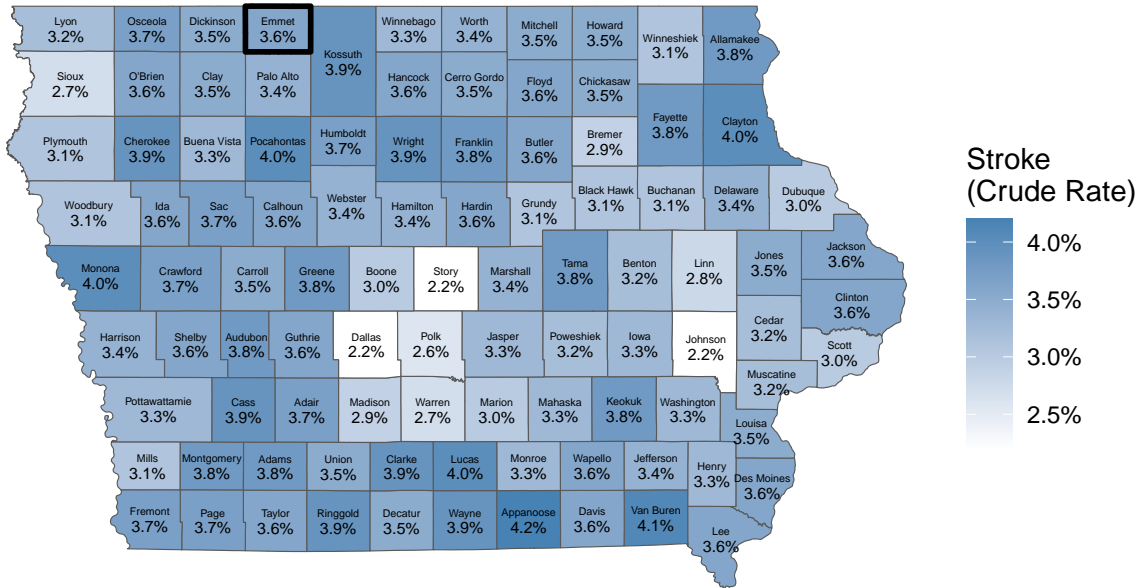 Lyon
3.2%
Osceola
3.7%
Dickinson
3.5%
Emmet
3.6%
Kossuth
3.9%
Winnebago
3.3%
Worth
3.4%
Mitchell
3.5%
Howard
3.5%
Winneshiek
3.1%
Allamakee
3.8%
Sioux
2.7%
O'Brien
3.6%
Clay
3.5%
Palo Alto
3.4%
Hancock
3.6%
Cerro Gordo
3.5%
Floyd
3.6%
Chickasaw
3.5%
Fayette
3.8%
Clayton
4.0%
Plymouth
3.1%
Cherokee
3.9%
Buena Vista
3.3%
Pocahontas
4.0%
Humboldt
3.7%
Wright
3.9%
Franklin
3.8%
Butler
3.6%
Bremer
2.9%
Woodbury
3.1%
Ida
3.6%
Sac
3.7%
Calhoun
3.6%
Webster
3.4%
Hamilton
3.4%
Hardin
3.6%
Grundy
3.1%
Black Hawk
3.1%
Buchanan
3.1%
Delaware
3.4%
Dubuque
3.0%
Monona
4.0%
Crawford
3.7%
Carroll
3.5%
Greene
3.8%
Boone
3.0%
Story
2.2%
Marshall
3.4%
Tama
3.8%
Benton
3.2%
Linn
2.8%
Jones
3.5%
Jackson
3.6%
Clinton
3.6%
Harrison
3.4%
Shelby
3.6%
Audubon
3.8%
Guthrie
3.6%
Dallas
2.2%
Polk
2.6%
Jasper
3.3%
Poweshiek
3.2%
Iowa
3.3%
Johnson
2.2%
Cedar
3.2%
Scott
3.0%
Muscatine
3.2%
Pottawattamie
3.3%
Cass
3.9%
Adair
3.7%
Madison
2.9%
Warren
2.7%
Marion
3.0%
Mahaska
3.3%
Keokuk
3.8%
Washington
3.3%
Louisa
3.5%
Mills
3.1%
Montgomery
3.8%
Adams
3.8%
Union
3.5%
Clarke
3.9%
Lucas
4.0%
Monroe
3.3%
Wapello
3.6%
Jefferson
3.4%
Henry
3.3%
Des Moines
3.6%
Fremont
3.7%
Page
3.7%
Taylor
3.6%
Ringgold
3.9%
Decatur
3.5%
Wayne
3.9%
Appanoose
4.2%
Davis
3.6%
Van Buren
4.1%
Lee
3.6%
Stroke
(Crude Rate)
4.0%
3.5%
3.0%
2.5%